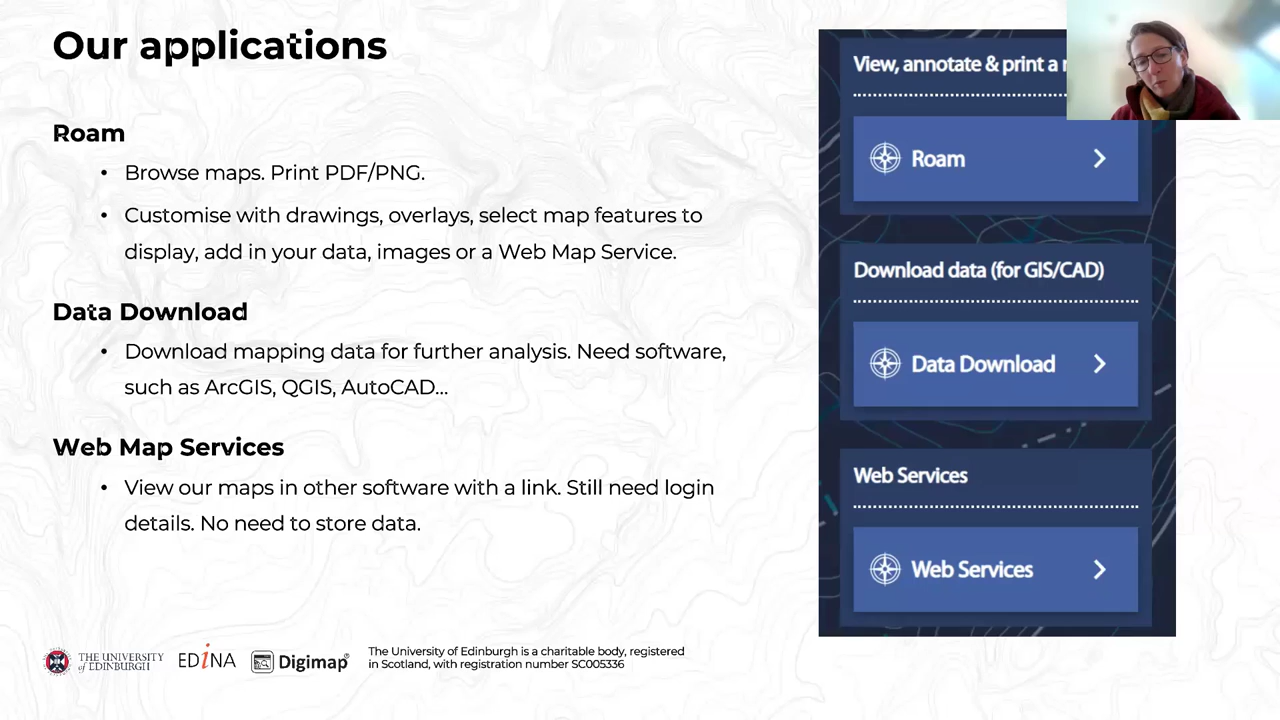 Our applications
Roam
• Browse maps. Print PDF/PNG.
• Customise with drawings, overlays, select map features to
display, add in your data, images or a Web Map Service.
Data Download
• Download mapping data for further analysis. Need software,
such as ArcGIS, QGIS, AutoCAD...
Web Map Services
• View our maps in other software with a link. Still need login
details. No need to store data.
View, annotate & print a
Roam
Download data (for GIS/CAD)
Data Download
Web Services
Web Services
THE UNIVERSITY
of EDINBURGH
EDINA
Digimap®
The University of Edinburgh is a charitable body, registered
in Scotland, with registration number SC005336